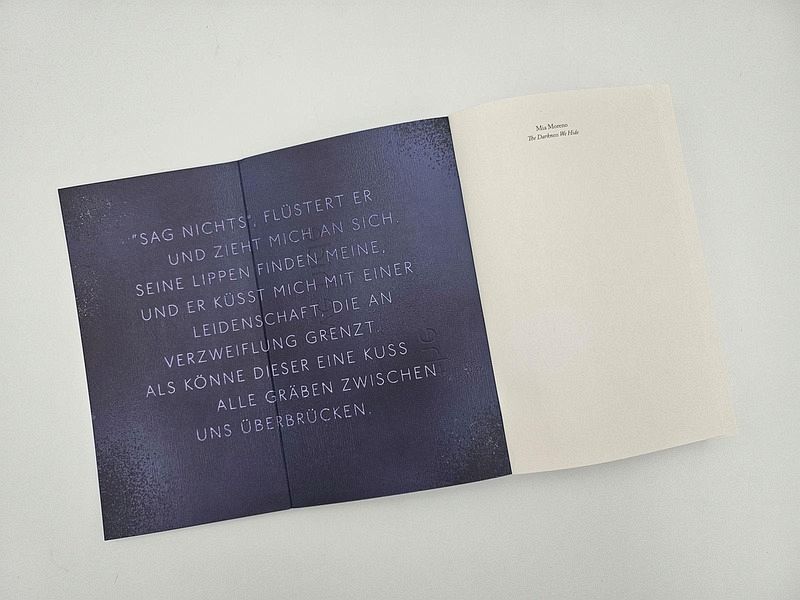 "SAG NICHTS", FLÜSTERT ER
UND ZIEHT MICH AN SICH.
SEINE LIPPEN FINDEN MEINE,
UND ER KÜSST MICH MIT EINER
LEIDENSCHAFT, DIE AN
VERZWEIFLUNG GRENZT.
ALS KÖNNE DIESER EINE KUSS
ALLE GRÄBEN ZWISCHEN
UNS ÜBERBRÜCKEN.
Mia Moreno
The Darkness We Hide